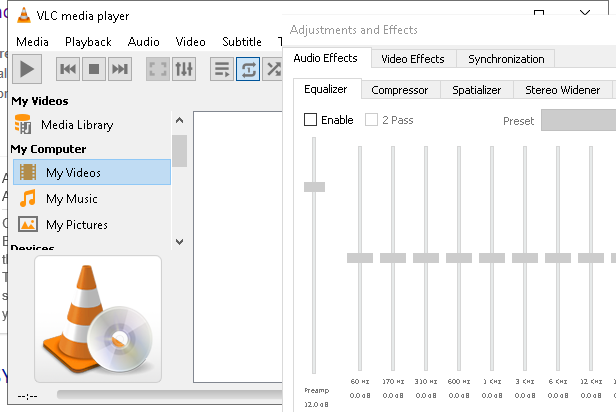 VLC media player
Adjustments and Effects
Media Playback Audio Video Subtitle T
Audio Effects Video Effects Synchronization
Equalizer Compressor Spatializer Stereo Widener
Enable 2 Pass Preset
My Videos
Media Library
My Computer
My Videos
My Music
My Pictures
Devices
60 Hz 170 Hz 310 Hz 600 Hz 1 KHz 3 KHz 6 KHz 12 KHz
Preamp 0.0 dB 0.0 dB 0.0 dB 0.0 dB 0.0 dB 0.0 dB 0.0 dB 0.0 dB
12.0 dB
--:--